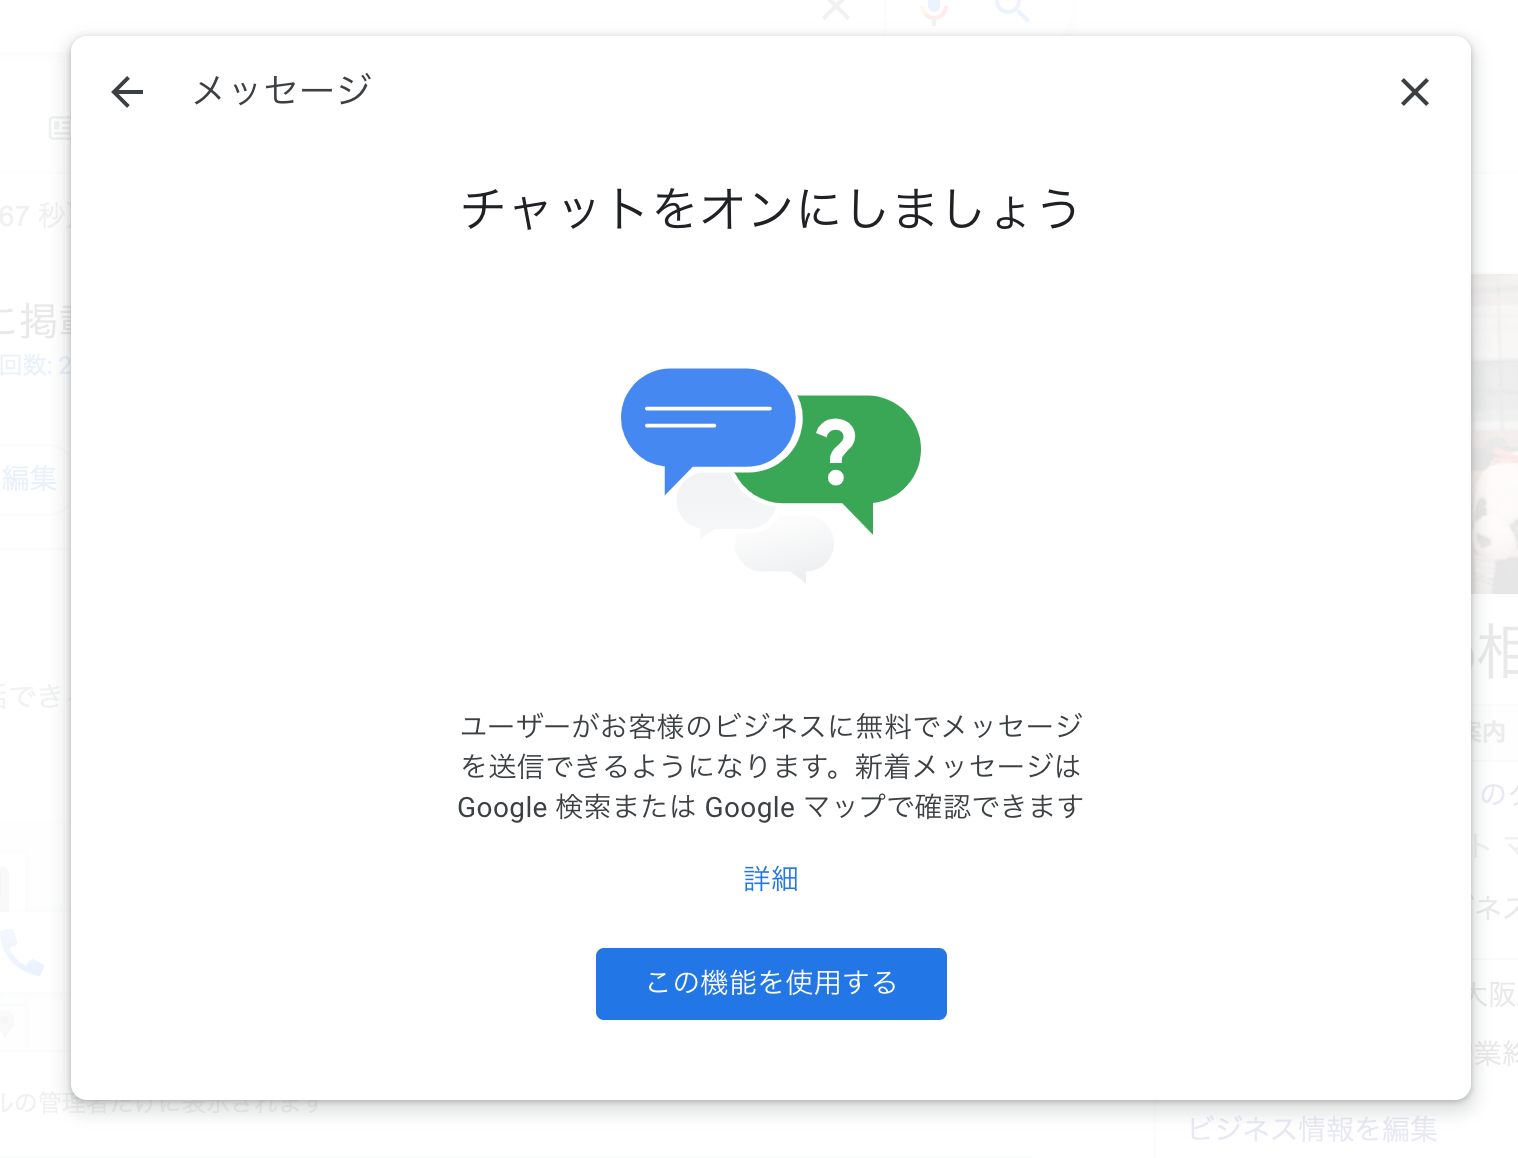 メッセージ
チャットをオンにしましょう
?
ユーザーがお客様のビジネスに無料でメッセージ
を送信できるようになります。新着メッセージは
Google 検索または Google マップで確認できます
詳細
この機能を使用する
67 秒
に掲載
回数: 2
編集
話でき
案内
大阪
ルの管理者だけに表示されます
ビジネス情報を編集